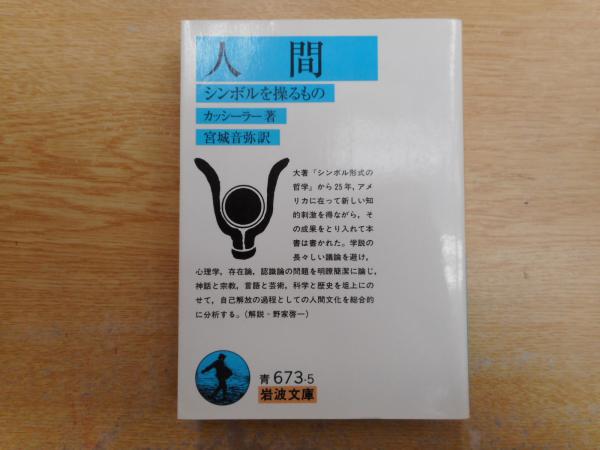 人 間
シンボルを操るもの
カッシーラー著
宮城音弥訳
大著「シンボル形式の
哲学」から25年,アメ
リカに在って新しい知
的刺激を得ながら,そ
の成果をとり入れて本
書は書かれた。学説の
長々しい議論を避け,
心理学,存在論,認識論の問題を明瞭簡潔に論じ,
神話と宗教,言語と芸術,科学と歴史を俎上にの
せて,自己解放の過程としての人間文化を総合的
に分析する。(解説・野家啓一)
青 673-5
岩波文庫